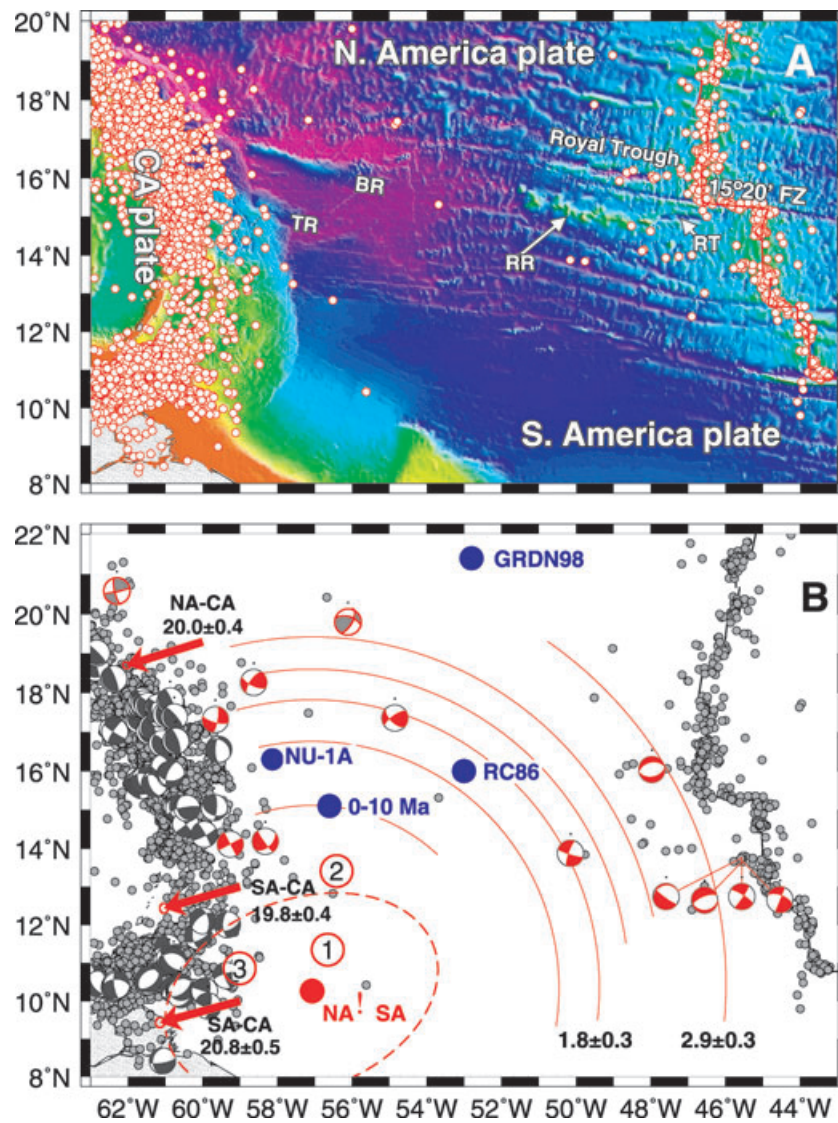 20°N
N. America plate
A
18°N
CA plate
Royal Trough
16°N
BR
15°20' FZ
TR
RR
RT
14°N
12°N
10°N
S. America plate
8°N
22°N
B
GRDN98
20°N
NA-CA
20.0±0.4
18°N
NU-1A
RC86
16°N
0-10 Ma
14°N
2
SA-CA
19.8±0.4
12°N
1
3
10°N
NA! SA
SA-CA
20.8±0.5
1.8±0.3
2.9±0.3
8°N
62°W 60°W 58°W 56°W 54°W 52°W 50°W 48°W 46°W 44°W